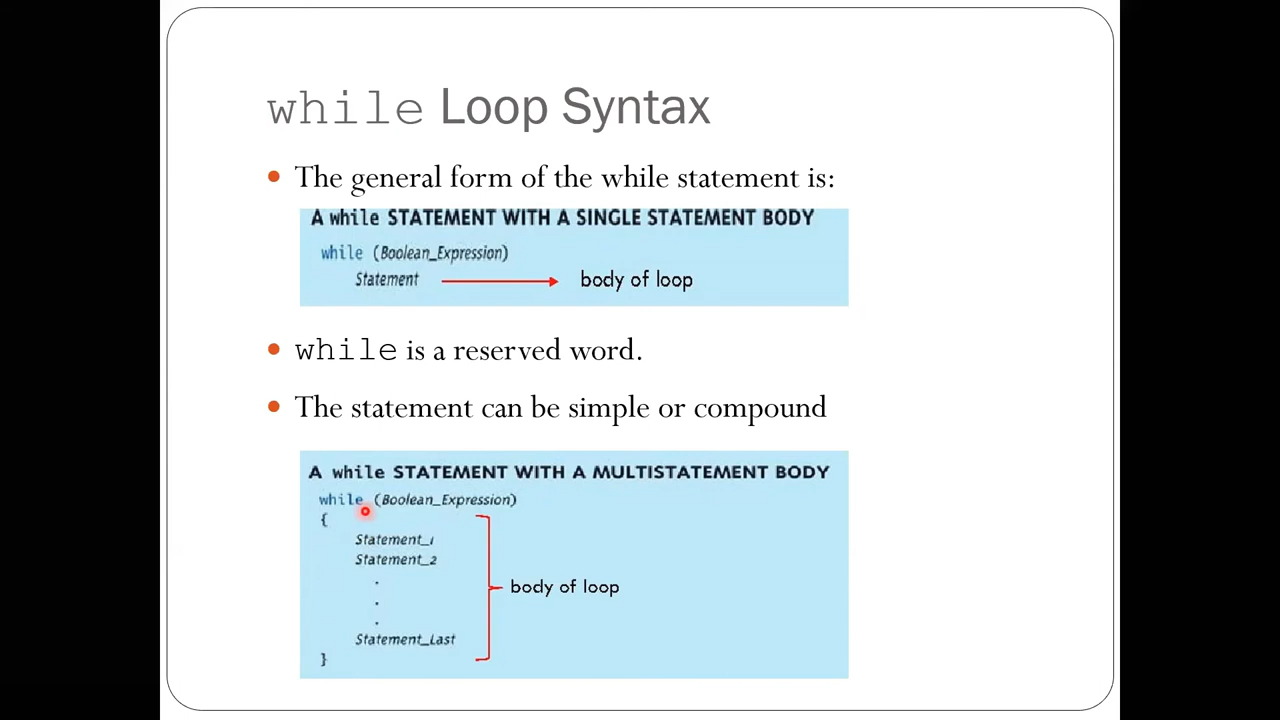 while Loop Syntax
• The general form of the while statement is:
A while STATEMENT WITH A SINGLE STATEMENT BODY
while (Boolean_Expression)
Statement
body of loop
• while is a reserved word.
• The statement can be simple or compound
A while STATEMENT WITH A MULTISTATEMENT BODY
while (Boolean_Expression)
{
Statement_1
Statement_2
.
.
.
body of loop
Statement_Last
}